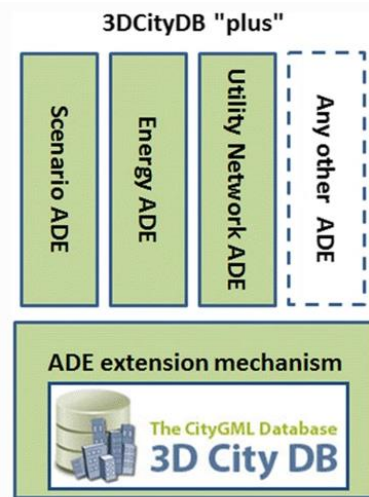 3DCityDB "plus"
Scenario ADE
Energy ADE
Utility Network ADE
Any other ADE
ADE extension mechanism
The CityGML Database
3D City DB